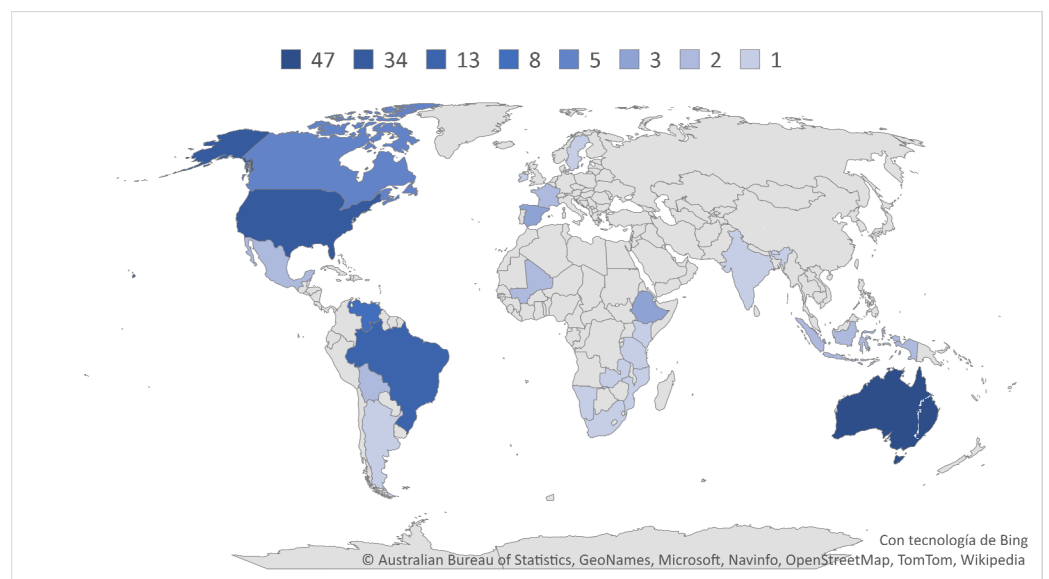 47 34 13 8 5 3 2 1
Con tecnología de Bing
© Australian Bureau of Statistics, GeoNames, Microsoft, Navinfo, OpenStreetMap, TomTom, Wikipedia